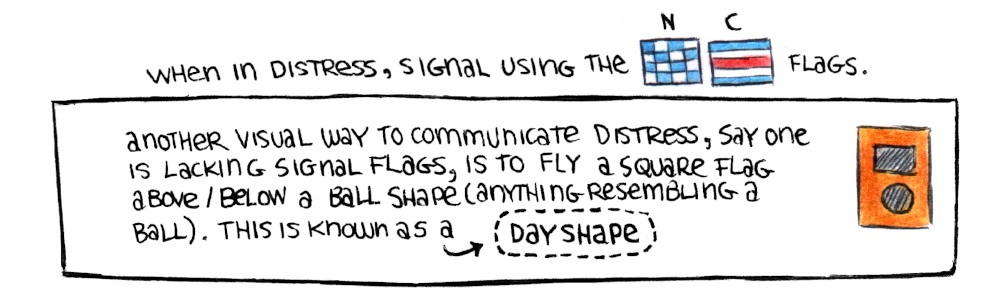 N C
WHEN IN DISTRESS, SIGNAL USING THE FLAGS.
ANOTHER VISUAL WAY TO COMMUNICATE DISTRESS, SAY ONE
IS LACKING SIGNAL FLAGS, IS TO FLY A SQUARE FLAG
ABOVE / BELOW A BALL SHAPE (ANYTHING RESEMBLING A
BALL). THIS IS KNOWN AS A DAY SHAPE